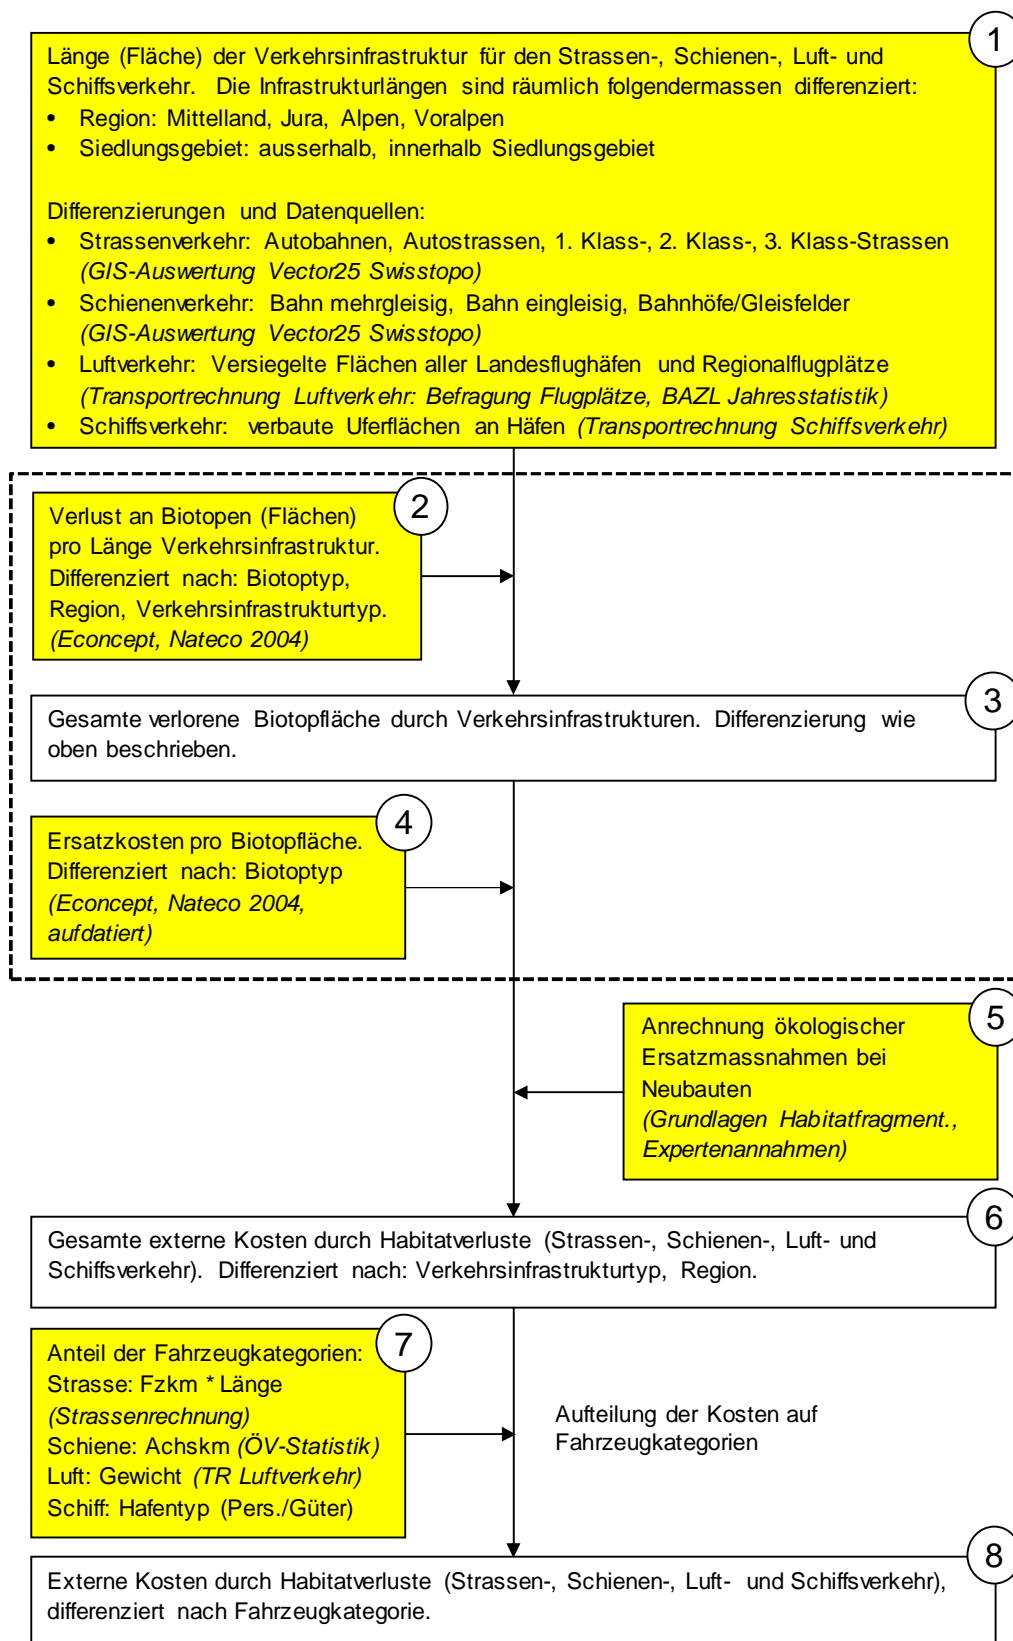 1
Länge (Fläche) der Verkehrsinfrastruktur für den Strassen-, Schienen-, Luft- und
Schiffsverkehr. Die Infrastrukturlängen sind räumlich folgendermassen differenziert:
• Region: Mittelland, Jura, Alpen, Voralpen
• Siedlungsgebiet: ausserhalb, innerhalb Siedlungsgebiet
Differenzierungen und Datenquellen:
• Strassenverkehr: Autobahnen, Autostrassen, 1. Klass-, 2. Klass-, 3. Klass-Strassen
(GIS-Auswertung Vector25 Swisstopo)
• Schienenverkehr: Bahn mehrgleisig, Bahn eingleisig, Bahnhöfe/Gleisfelder
(GIS-Auswertung Vector25 Swisstopo)
• Luftverkehr: Versiegelte Flächen aller Landesflughäfen und Regionalflugplätze
(Transportrechnung Luftverkehr: Befragung Flugplätze, BAZL Jahresstatistik)
• Schiffsverkehr: verbaute Uferflächen an Häfen (Transportrechnung Schiffsverkehr)
2
Verlust an Biotopen (Flächen)
pro Länge Verkehrsinfrastruktur.
Differenziert nach: Biotoptyp,
Region, Verkehrsinfrastrukturtyp.
(Econcept, Nateco 2004)
3
Gesamte verlorene Biotopfläche durch Verkehrsinfrastrukturen. Differenzierung wie
oben beschrieben.
4
Ersatzkosten pro Biotopfläche.
Differenziert nach: Biotoptyp
(Econcept, Nateco 2004,
aufdatiert)
5
Anrechnung ökologischer
Ersatzmassnahmen bei
Neubauten
(Grundlagen Habitatfragment.,
Expertenannahmen)
6
Gesamte externe Kosten durch Habitatverluste (Strassen-, Schienen-, Luft- und
Schiffsverkehr). Differenziert nach: Verkehrsinfrastrukturtyp, Region.
7
Anteil der Fahrzeugkategorien:
Strasse: Fzkm * Länge
(Strassenrechnung)
Schiene: Achskm (ÖV-Statistik)
Luft: Gewicht (TR Luftverkehr)
Schiff: Hafentyp (Pers./Güter)
Aufteilung der Kosten auf
Fahrzeugkategorien
8
Externe Kosten durch Habitatverluste (Strassen-, Schienen-, Luft- und Schiffsverkehr),
differenziert nach Fahrzeugkategorie.